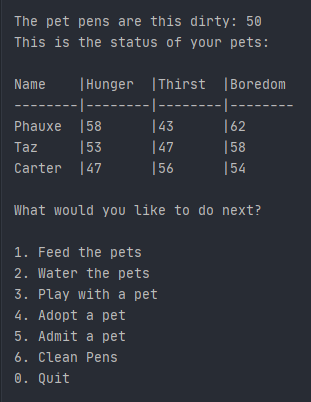 The pet pens are this dirty: 50
This is the status of your pets:
Name    |Hunger  |Thirst  |Boredom
--------|--------|--------|--------
Phauxe  |58      |43      |62
Taz     |53      |47      |58
Carter  |47      |56      |54
What would you like to do next?
1. Feed the pets
2. Water the pets
3. Play with a pet
4. Adopt a pet
5. Admit a pet
6. Clean Pens
0. Quit